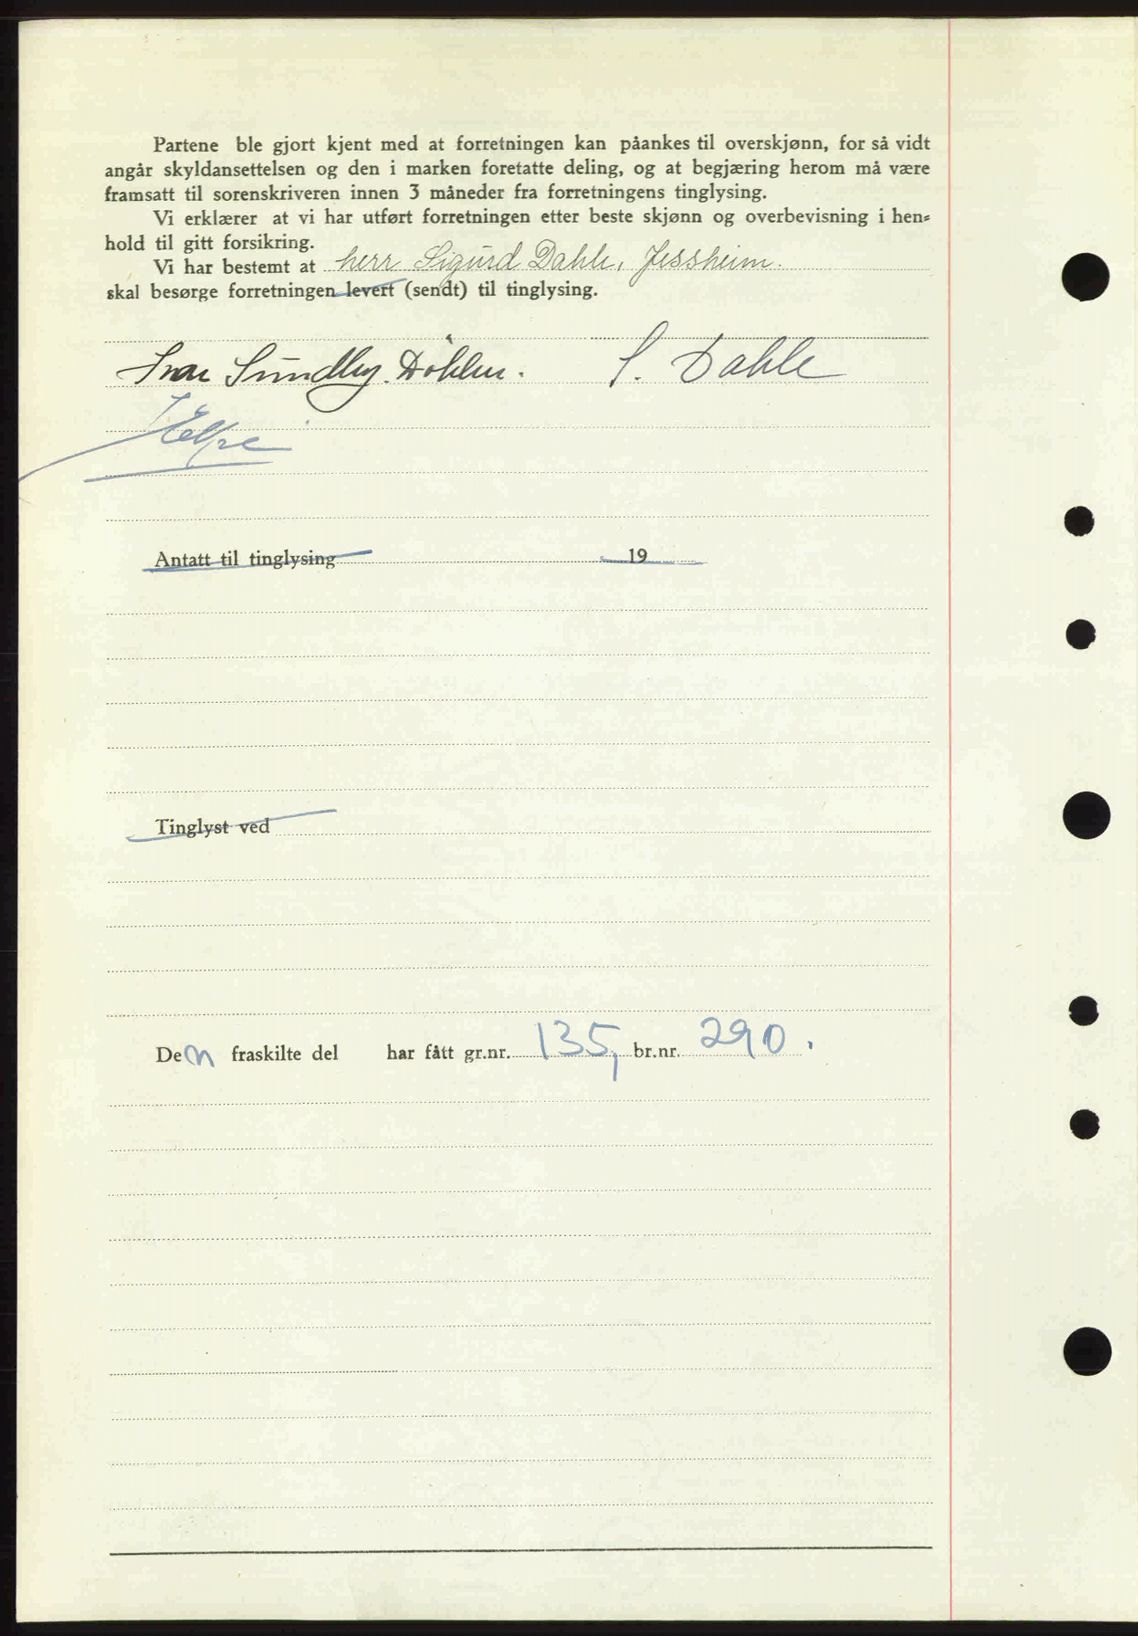 Partene ble gjort kjent med at forretningen kan påankes til overskjønn, for så vidt
angår skyldansettelsen og den i marken foretatte deling, og at begjæring herom må være
framsatt til sorenskriveren innen 3 måneder fra forretningens tinglysing.
Vi erklærer at vi har utført forretningen etter beste skjønn og overbevisning i hen=
hold til gitt forsikring.
Vi har bestemt at herr Sigurd Dahle, Jessheim.
skal besørge forretningen levert (sendt) til tinglysing.
Ivar Sundby. Døhlen. S. Dahle
Antatt til tinglysing 19
Tinglyst ved
Den fraskilte del har fått gr.nr. 135, br.nr. 290.